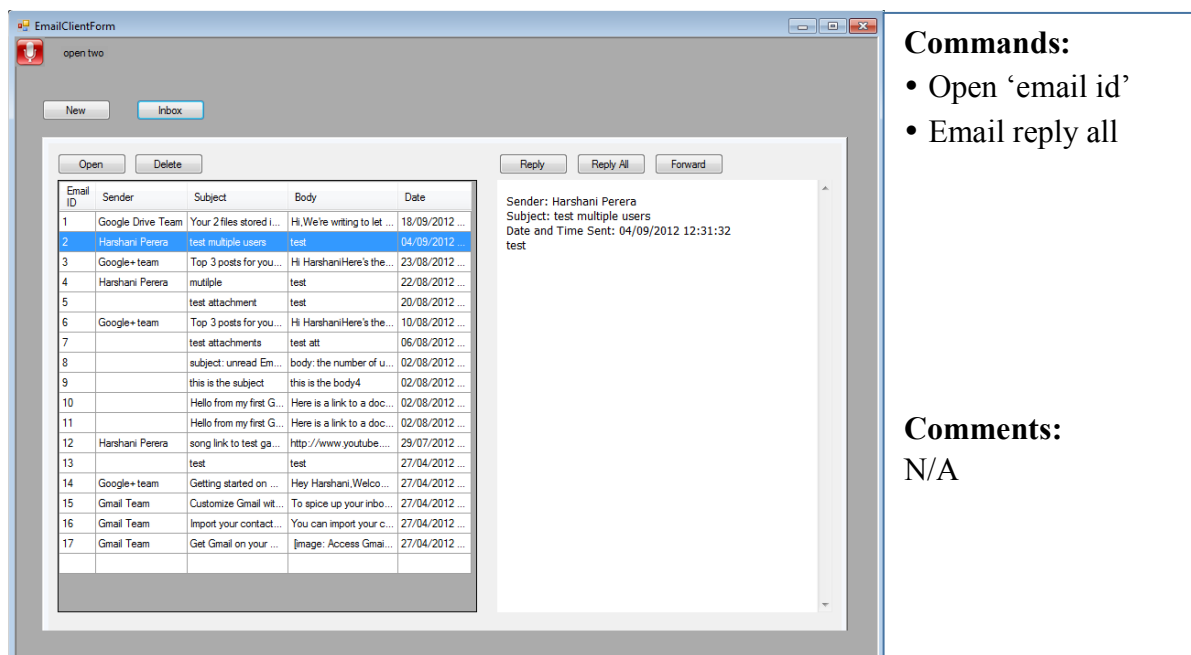 EmailClientForm
open two
New Inbox
Open Delete
Email ID Sender Subject Body Date
1 Google Drive Team Your 2 files stored i... Hi,We're writing to let ... 18/09/2012 ...
2 Harshani Perera test multiple users test 04/09/2012 ...
3 Google+ team Top 3 posts for you... Hi HarshaniHere's the... 23/08/2012 ...
4 Harshani Perera mutilple test 22/08/2012 ...
5 test attachment test 20/08/2012 ...
6 Google+ team Top 3 posts for you... Hi HarshaniHere's the... 10/08/2012 ...
7 test attachments test att 06/08/2012 ...
8 subject: unread Em... body: the number of u... 02/08/2012 ...
9 this is the subject this is the body4 02/08/2012 ...
10 Hello from my first G... Here is a link to a doc... 02/08/2012 ...
11 Hello from my first G... Here is a link to a doc... 02/08/2012 ...
12 Harshani Perera song link to test ga... http://www.youtube.... 29/07/2012 ...
13 test test 27/04/2012 ...
14 Google+ team Getting started on ... Hey Harshani,Welco... 27/04/2012 ...
15 Gmail Team Customize Gmail wit... To spice up your inbo... 27/04/2012 ...
16 Gmail Team Import your contact... You can import your c... 27/04/2012 ...
17 Gmail Team Get Gmail on your ... [image: Access Gmai... 27/04/2012 ...
Reply Reply All Forward
Sender: Harshani Perera
Subject: test multiple users
Date and Time Sent: 04/09/2012 12:31:32
test
Commands:
• Open ‘email id’
• Email reply all
Comments:
N/A